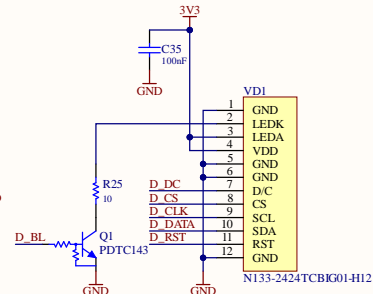 3V3
C35
100nF
GND
VD1
1 GND
2 LEDK
3 LEDA
4 VDD
5 GND
6 GND
D_DC 7 D/C
D_CS 8 CS
D_CLK 9 SCL
D_DATA 10 SDA
D_RST 11 RST
12 GND
R25
10
D_BL
Q1
PDTC143
N133-2424TCBIG01-H12
GND
GND